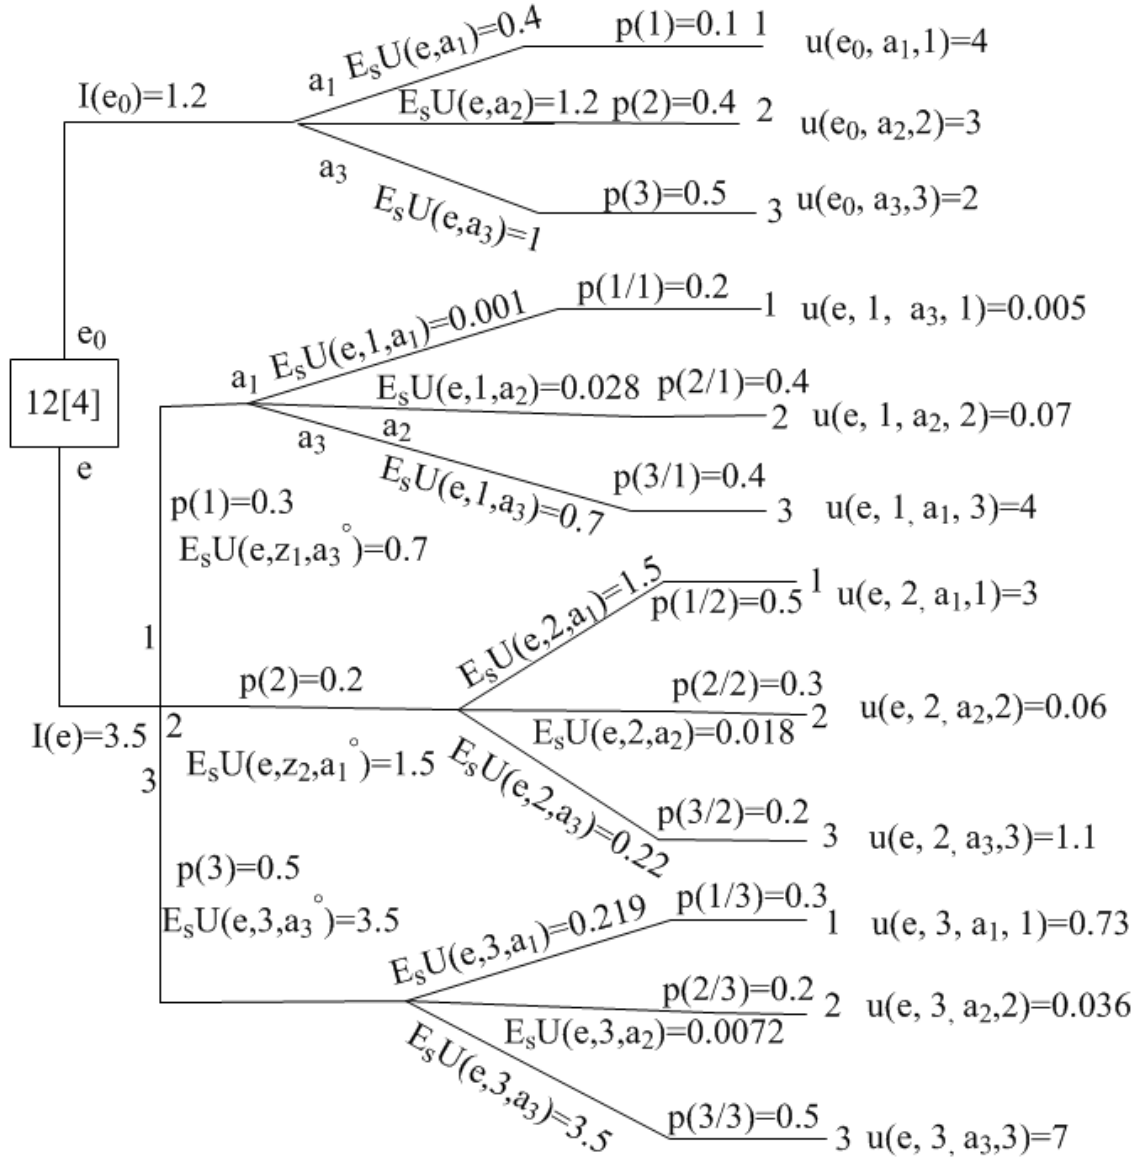 a₁ EₛU(e,a₁)=0.4
p(1)=0.1 1
u(e₀, a₁,1)=4
I(e₀)=1.2
EₛU(e,a₂)=1.2 p(2)=0.4 2
u(e₀, a₂,2)=3
a₃
EₛU(e,a₃)=1
p(3)=0.5
3 u(e₀, a₃,3)=2
e₀
12[4]
e
a₁ EₛU(e,1,a₁)=0.001
p(1/1)=0.2
1 u(e, 1, a₃, 1)=0.005
EₛU(e,1,a₂)=0.028 p(2/1)=0.4
2 u(e, 1, a₂, 2)=0.07
a₂
a₃
EₛU(e,1,a₃)=0.7
p(3/1)=0.4
3 u(e, 1, a₁, 3)=4
p(1)=0.3
EₛU(e,z₁,a₃°)=0.7
1
EₛU(e,2,a₁)=1.5
p(1/2)=0.5
1 u(e, 2, a₁,1)=3
p(2)=0.2
p(2/2)=0.3
2 u(e, 2, a₂,2)=0.06
EₛU(e,2,a₂)=0.018
I(e)=3.5
2
EₛU(e,z₂,a₁°)=1.5
3
EₛU(e,2,a₃)=0.22
p(3/2)=0.2
3 u(e, 2, a₃,3)=1.1
p(3)=0.5
EₛU(e,3,a₃°)=3.5
EₛU(e,3,a₁)=0.219
p(1/3)=0.3
1 u(e, 3, a₁, 1)=0.73
p(2/3)=0.2
2 u(e, 3, a₂,2)=0.036
EₛU(e,3,a₂)=0.0072
EₛU(e,3,a₃)=3.5
p(3/3)=0.5
3 u(e, 3, a₃,3)=7